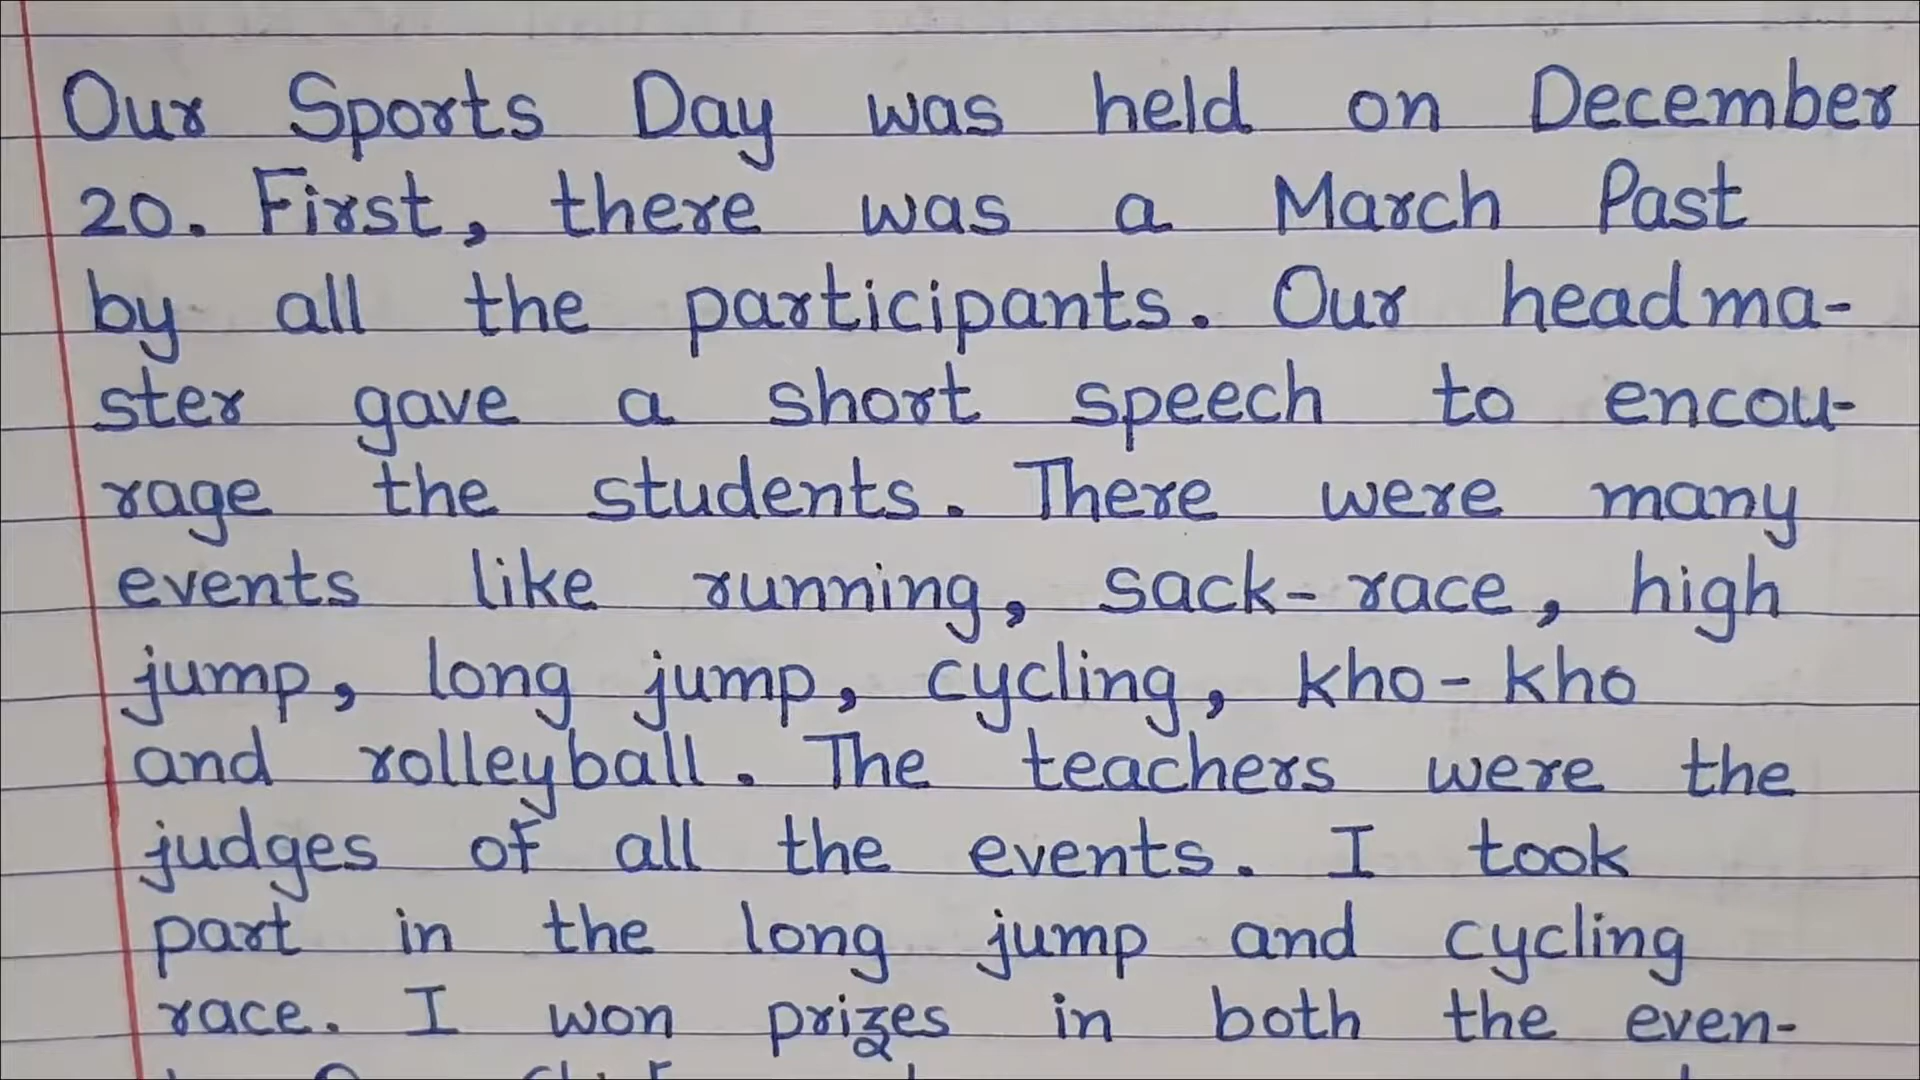 Our Sports Day was held on December
20. First, there was a March Past
by all the participants. Our headma-
ster gave a short speech to encou-
rage the students. There were many
events like running, sack-race, high
jump, long jump, cycling, kho-kho
and rolleyball. The teachers were the
judges of all the events. I took
part in the long jump and cycling
race. I won prizes in both the even-